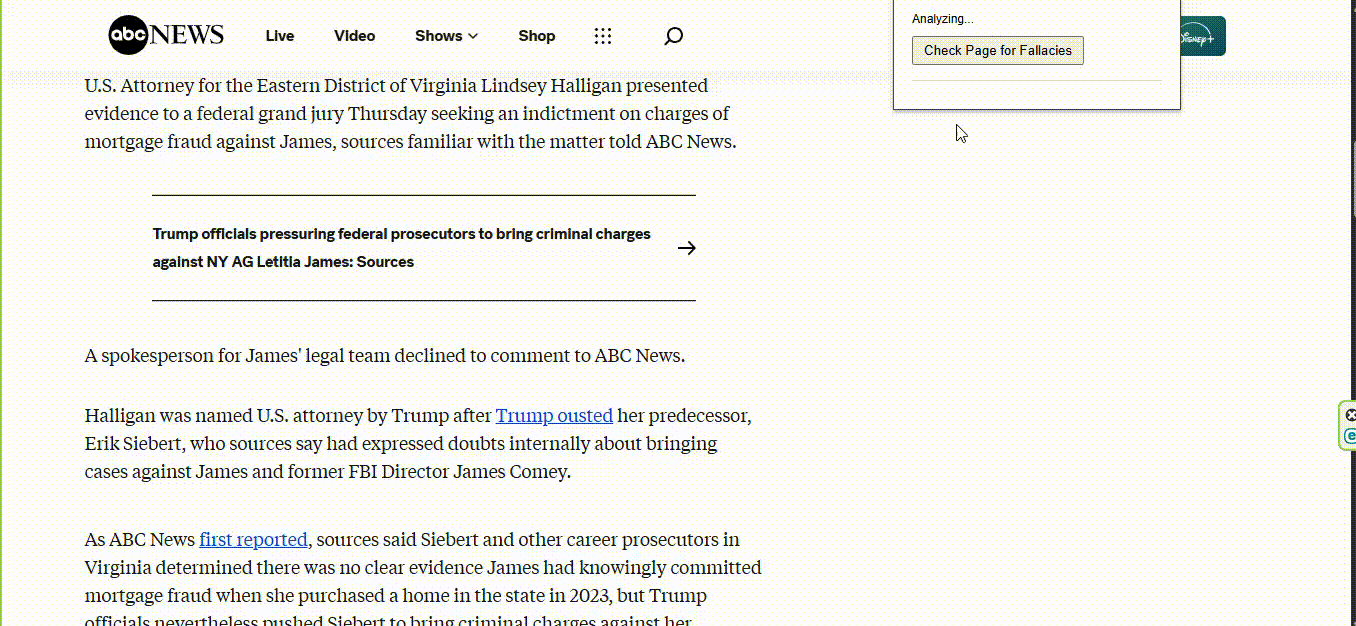 abc NEWS Live Video Shows Shop
Analyzing...
Check Page for Fallacies
Disney+
U.S. Attorney for the Eastern District of Virginia Lindsey Halligan presented
evidence to a federal grand jury Thursday seeking an indictment on charges of
mortgage fraud against James, sources familiar with the matter told ABC News.
Trump officials pressuring federal prosecutors to bring criminal charges
against NY AG Letitia James: Sources
A spokesperson for James' legal team declined to comment to ABC News.
Halligan was named U.S. attorney by Trump after Trump ousted her predecessor,
Erik Siebert, who sources say had expressed doubts internally about bringing
cases against James and former FBI Director James Comey.
As ABC News first reported, sources said Siebert and other career prosecutors in
Virginia determined there was no clear evidence James had knowingly committed
mortgage fraud when she purchased a home in the state in 2023, but Trump
officials nevertheless pushed Siebert to bring criminal charges against her